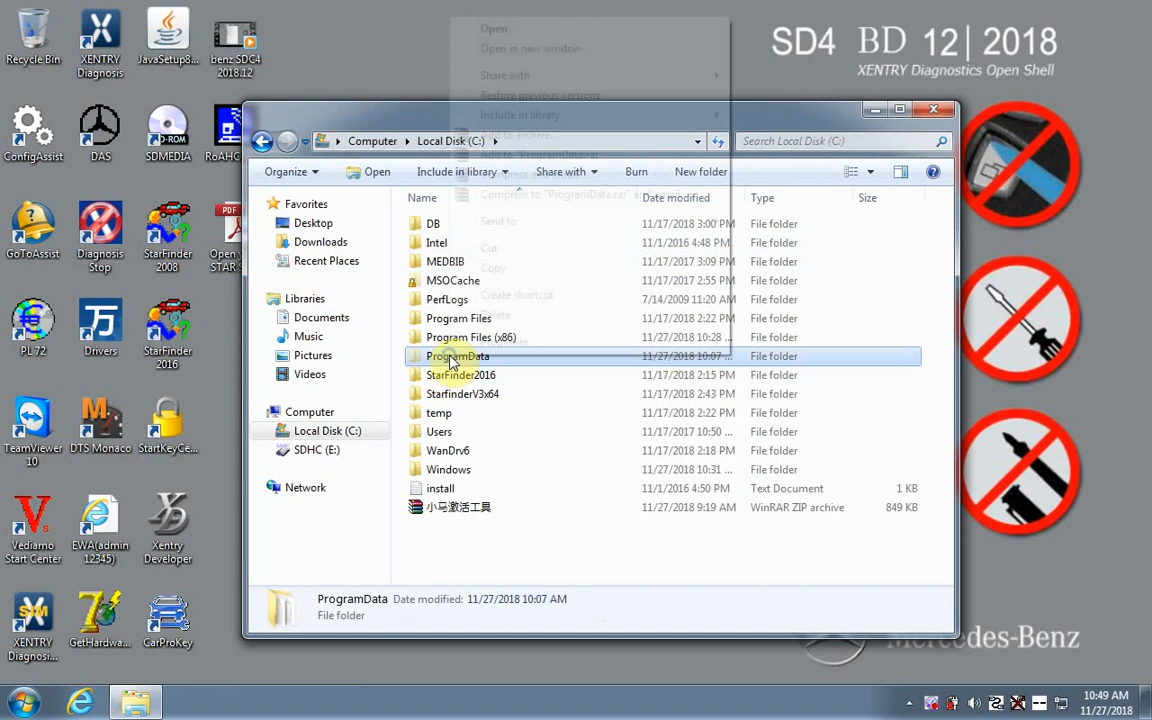 SD4 BD 12 | 2018
XENTRY Diagnostics Open Shell
Recycle Bin
XENTRY
Diagnosis
JavaSetup8...
benz SDC4
2018.12
ConfigAssist
DAS
SDMEDIA
RoAHC
GoToAssist
Diagnosis
Stop
StarFinder
2008
PDF
Open
STAR
PL 72
Drivers
StarFinder
2016
TeamViewer
10
DTS Monaco
StartKeyCe...
Vediamo
Start Center
EWA(admin
12345)
Xentry
Developer
XENTRY
Diagnosi...
GetHardwa...
CarProKey
Computer
Local Disk (C:)
Search Local Disk (C:)
Organize
Open
Include in library
Share with
Burn
New folder
Favorites
Desktop
Downloads
Recent Places
Libraries
Documents
Music
Pictures
Videos
Computer
Local Disk (C:)
SDHC (E:)
Network
Name Date modified Type Size
DB 11/17/2018 3:00 PM File folder
Intel 11/1/2016 4:48 PM File folder
MEDBIB 11/17/2017 3:09 PM File folder
MSOCache 11/17/2017 2:55 PM File folder
PerfLogs 7/14/2009 11:20 AM File folder
Program Files 11/17/2018 2:22 PM File folder
Program Files (x86) 11/27/2018 10:28 ... File folder
ProgramData 11/27/2018 10:07 ... File folder
StarFinder2016 11/17/2018 2:15 PM File folder
StarfinderV3x64 11/17/2018 2:43 PM File folder
temp 11/17/2018 2:22 PM File folder
Users 11/17/2017 10:50 ... File folder
WanDrv6 11/17/2018 2:18 PM File folder
Windows 11/27/2018 10:31 ... File folder
install 11/1/2016 4:50 PM Text Document 1 KB
小马激活工具 11/27/2018 9:19 AM WinRAR ZIP archive 849 KB
Open
Open in new window
Share with
Restore previous versions
Include in library
Add to archive...
Add to "ProgramData.rar"
Compress to "ProgramData.rar"
Send to
Cut
Copy
Create shortcut
Delete
ProgramData Date modified: 11/27/2018 10:07 AM
File folder
Mercedes-Benz
10:49 AM
11/27/2018